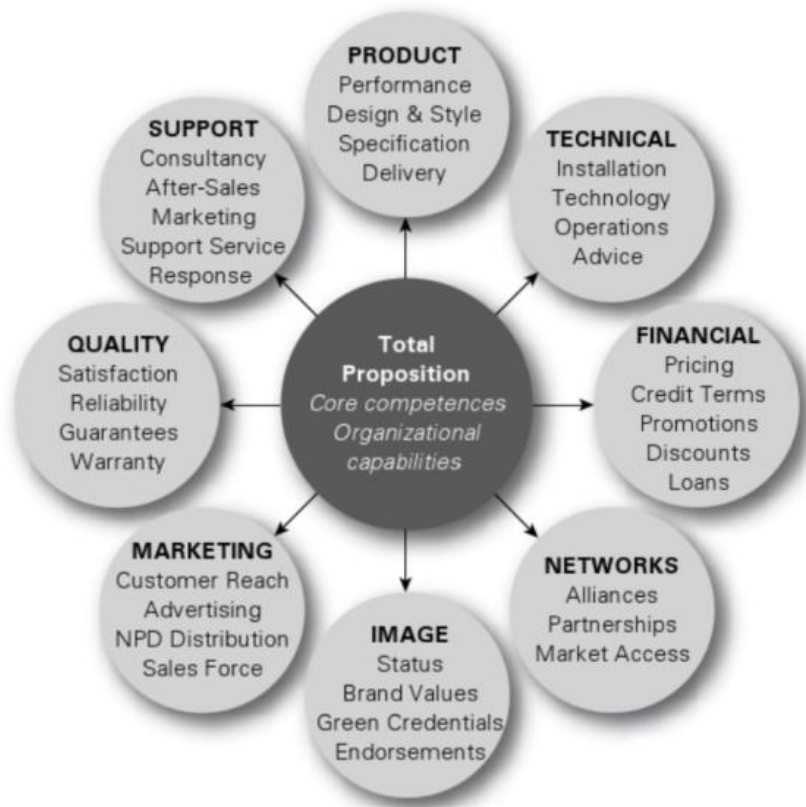 PRODUCT
Performance
Design & Style
Specification
Delivery
TECHNICAL
Installation
Technology
Operations
Advice
FINANCIAL
Pricing
Credit Terms
Promotions
Discounts
Loans
NETWORKS
Alliances
Partnerships
Market Access
IMAGE
Status
Brand Values
Green Credentials
Endorsements
MARKETING
Customer Reach
Advertising
NPD Distribution
Sales Force
QUALITY
Satisfaction
Reliability
Guarantees
Warranty
SUPPORT
Consultancy
After-Sales
Marketing
Support Service
Response
Total
Proposition
Core competences
Organizational
capabilities